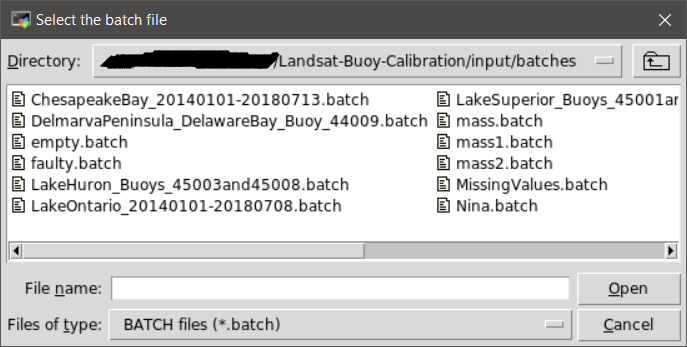 Select the batch file
Directory: /Landsat-Buoy-Calibration/input/batches
ChesapeakeBay_20140101-20180713.batch
DelmarvaPeninsula_DelawareBay_Buoy_44009.batch
empty.batch
faulty.batch
LakeHuron_Buoys_45003and45008.batch
LakeOntario_20140101-20180708.batch
LakeSuperior_Buoys_45001ar
mass.batch
mass1.batch
mass2.batch
MissingValues.batch
Nina.batch
File name:
Open
Files of type: BATCH files (*.batch)
Cancel